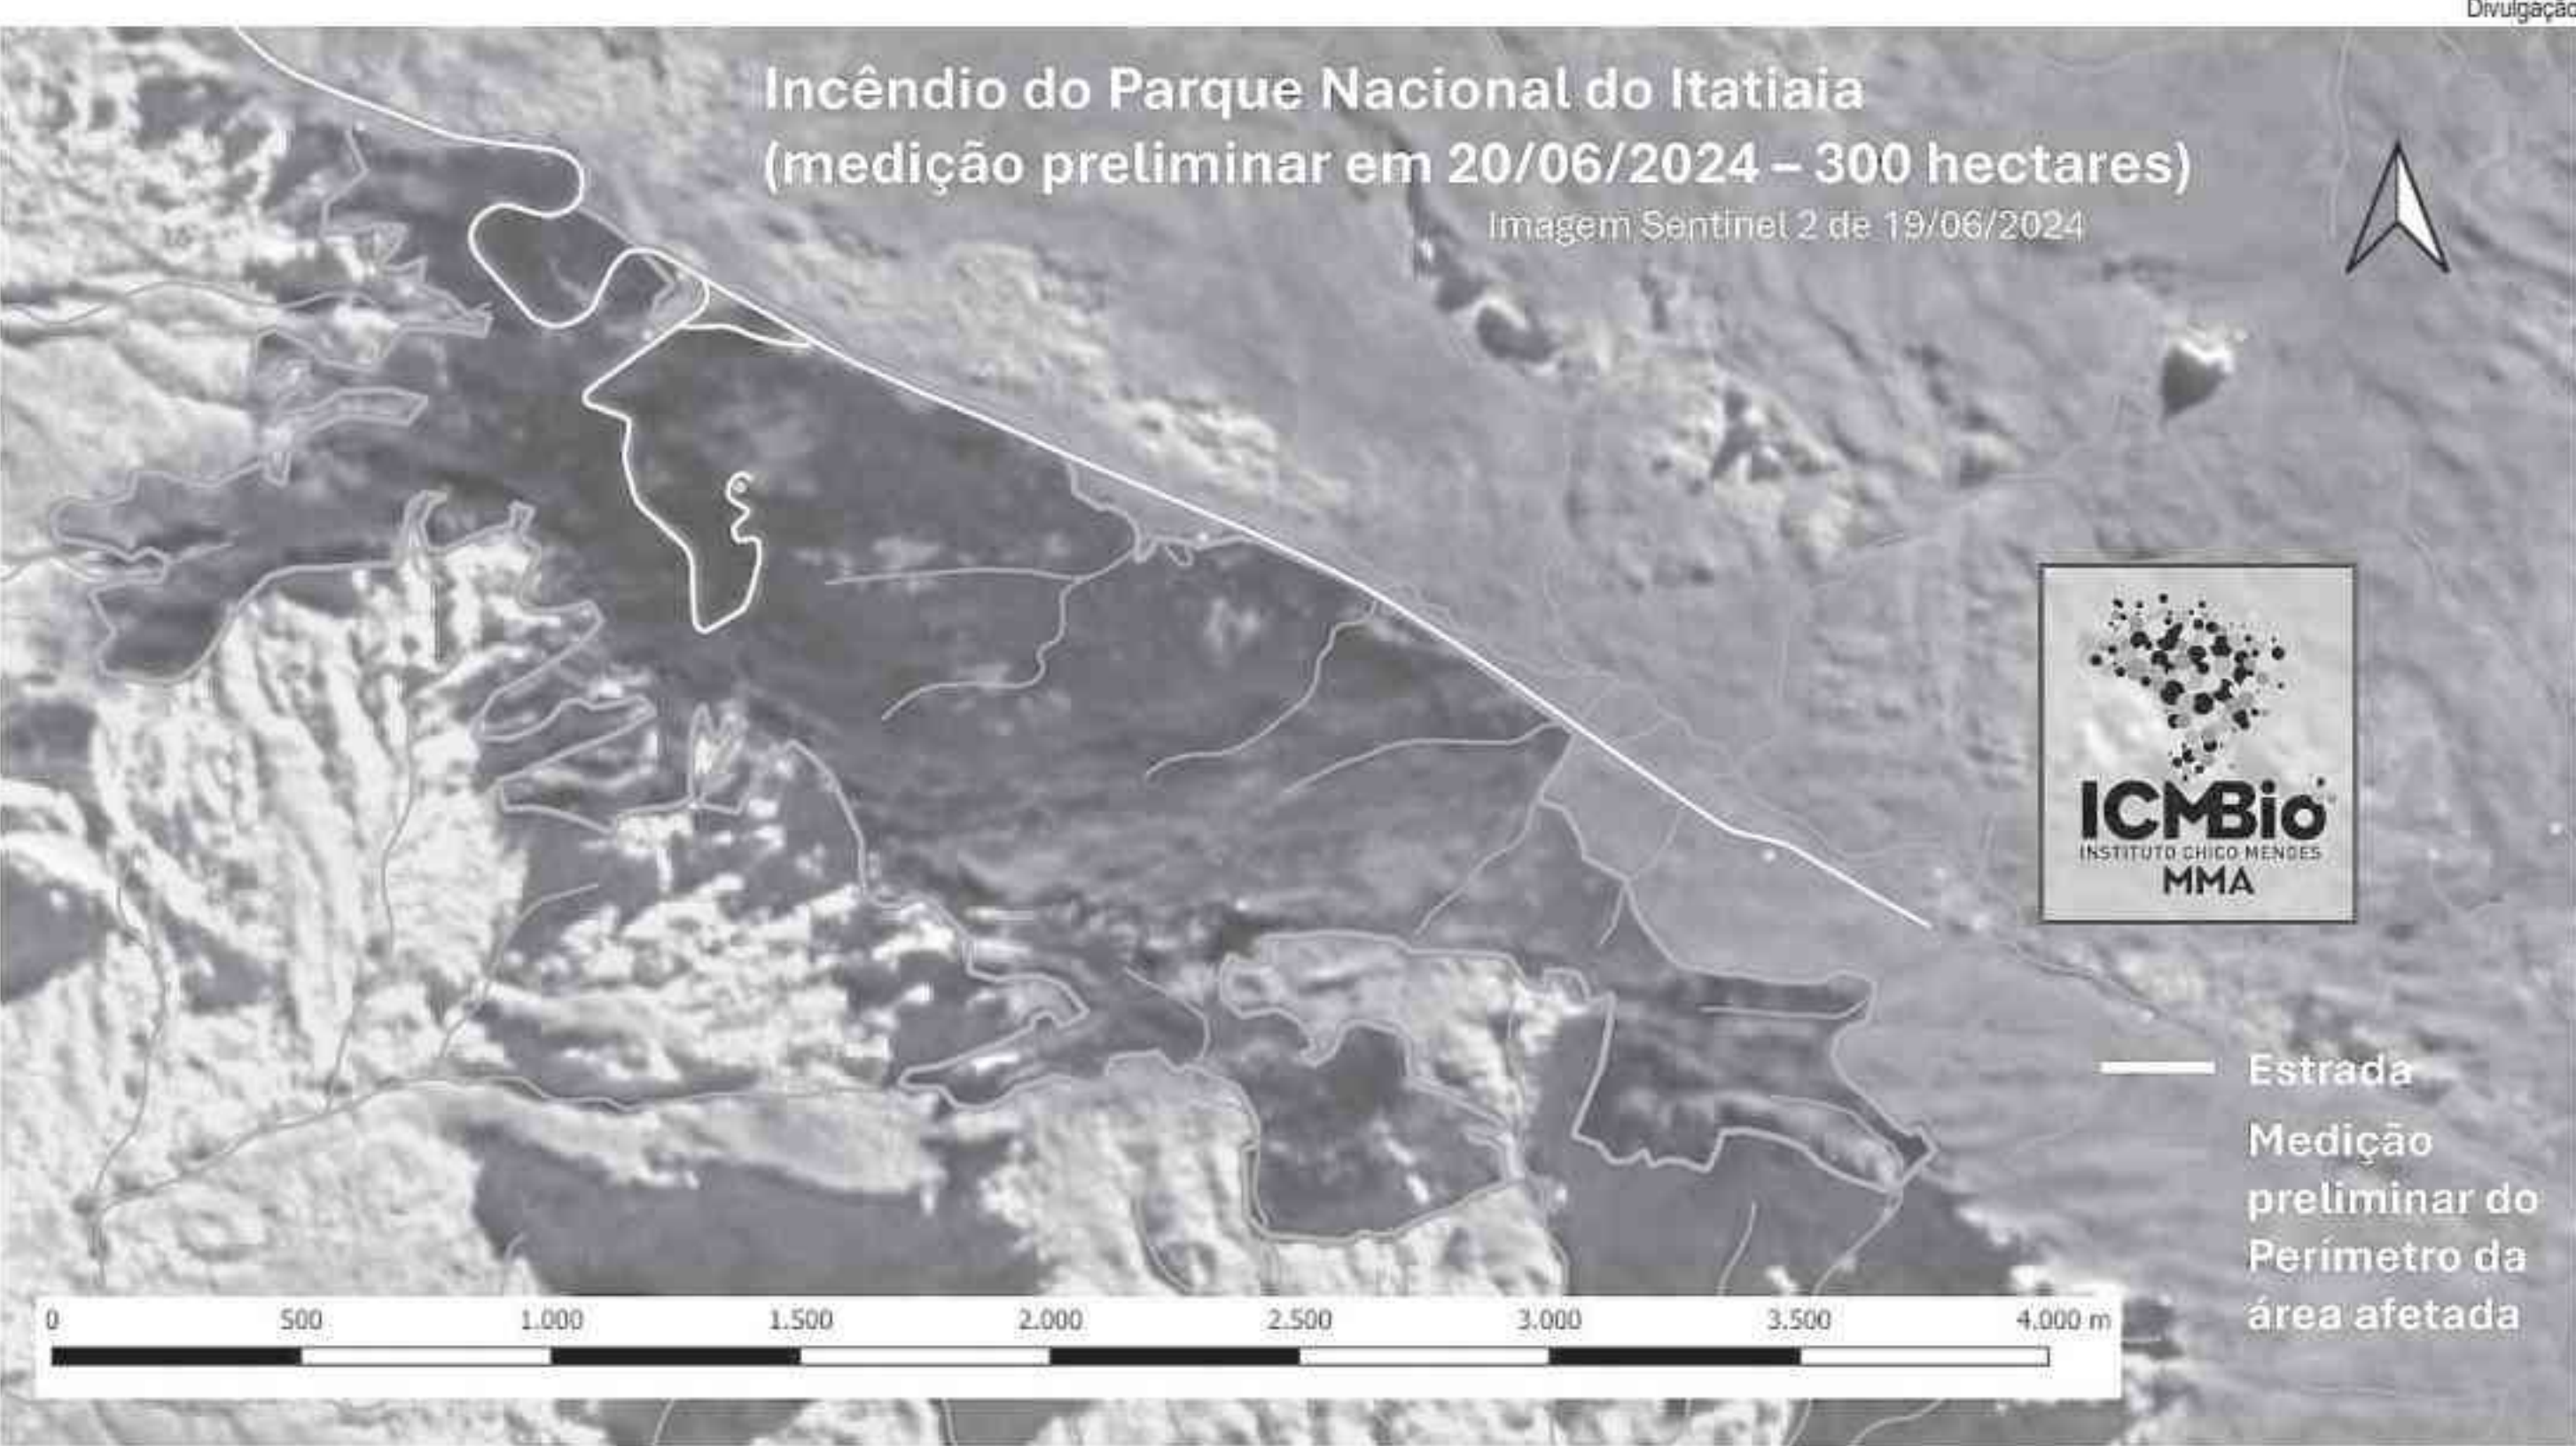 Divulgação
Incêndio do Parque Nacional do Itatiaia
(medição preliminar em 20/06/2024 – 300 hectares)
Imagem Sentinel 2 de 19/06/2024
ICMBio
INSTITUTO CHICO MENDES
MMA
Estrada
Medição
preliminar do
Perímetro da
área afetada
0 500 1.000 1.500 2.000 2.500 3.000 3.500 4.000 m